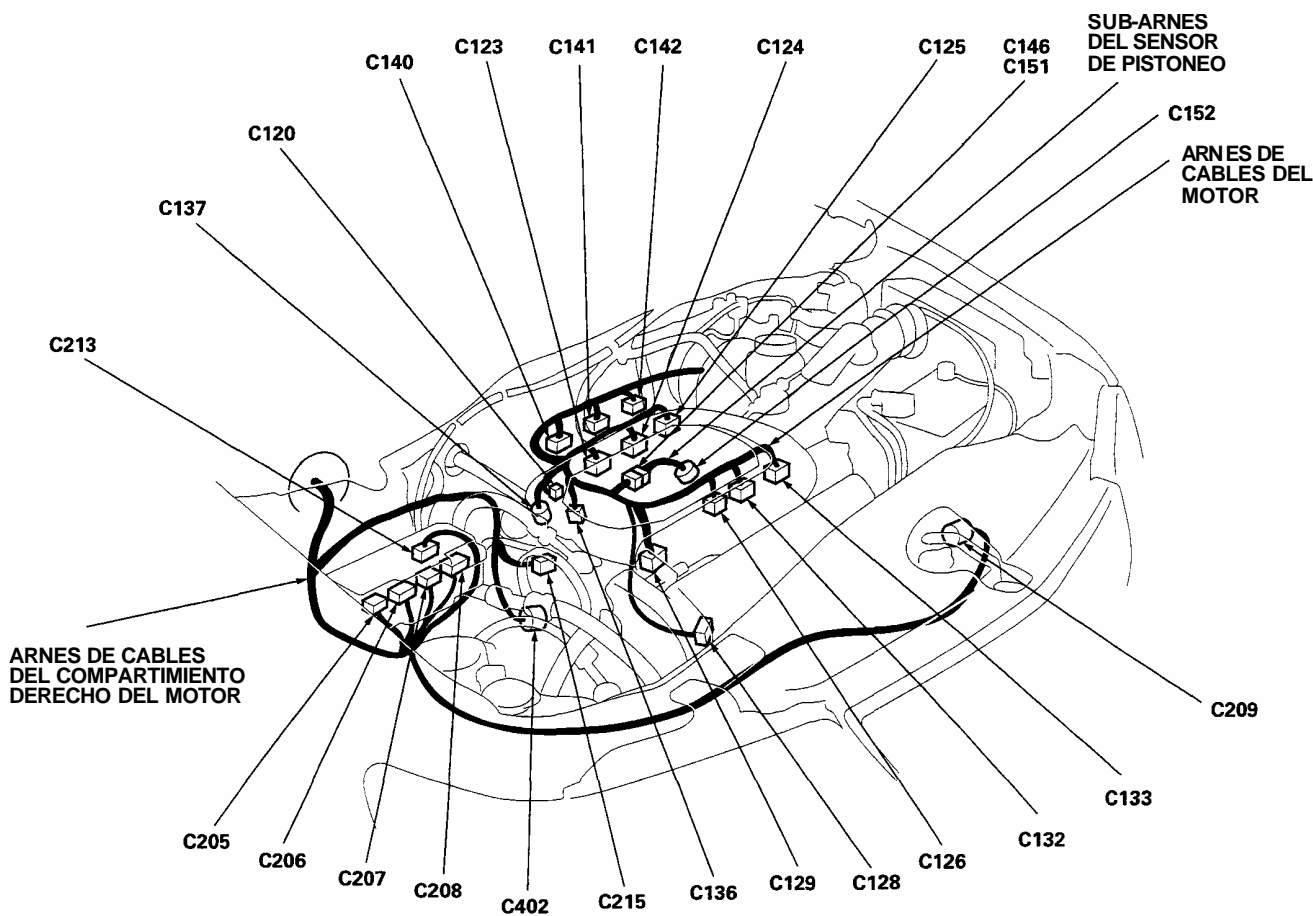 SUB-ARNES
DEL SENSOR
DE PISTONEO
C123
C141
C142
C124
C125
C146
C151
C140
C152
C120
ARNES DE
CABLES DEL
MOTOR
C137
C213
ARNES DE CABLES
DEL COMPARTIMIENTO
DERECHO DEL MOTOR
C209
C133
C205
C132
C206
C126
C207
C208
C402
C215
C136
C129
C128